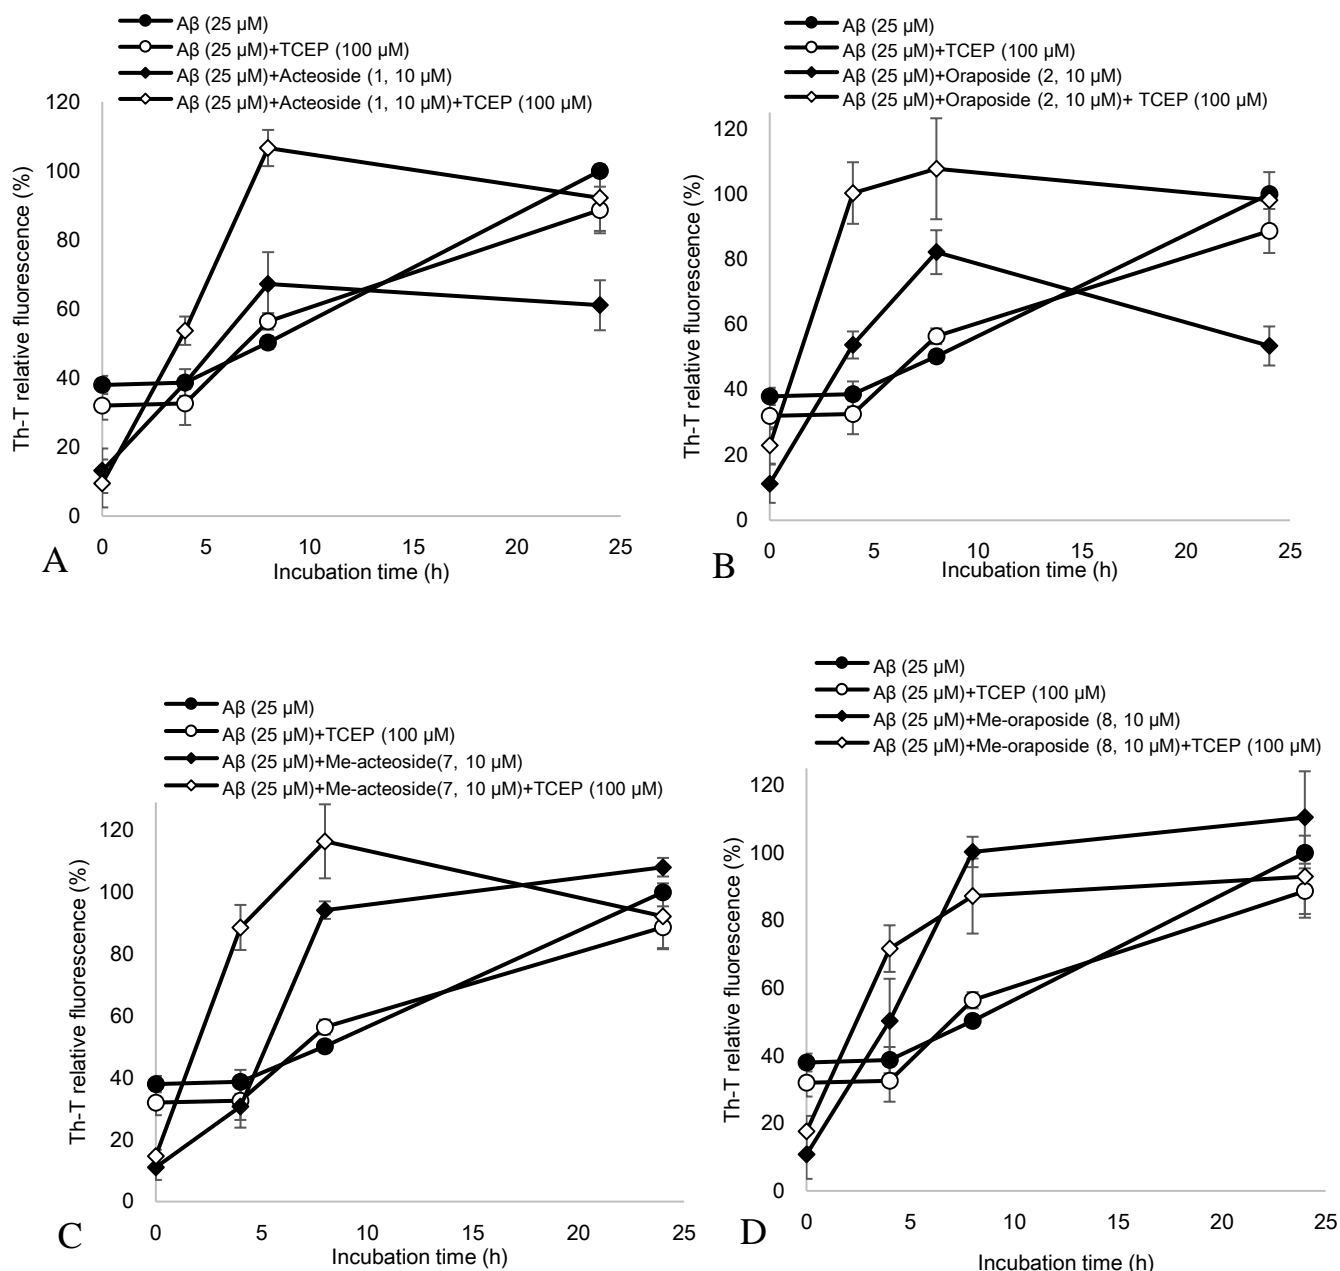 Aβ (25 µM)
Aβ (25 µM)+TCEP (100 µM)
Aβ (25 µM)+Acteoside (1, 10 µM)
Aβ (25 µM)+Acteoside (1, 10 µM)+TCEP (100 µM)
Th-T relative fluorescence (%)
120
100
80
60
40
20
0
0 5 10 15 20 25
Incubation time (h)
A
Aβ (25 µM)
Aβ (25 µM)+TCEP (100 µM)
Aβ (25 µM)+Oraposide (2, 10 µM)
Aβ (25 µM)+Oraposide (2, 10 µM)+ TCEP (100 µM)
Th-T relative fluorescence (%)
120
100
80
60
40
20
0
0 5 10 15 20 25
Incubation time (h)
B
Aβ (25 µM)
Aβ (25 µM)+TCEP (100 µM)
Aβ (25 µM)+Me-acteoside(7, 10 µM)
Aβ (25 µM)+Me-acteoside(7, 10 µM)+TCEP (100 µM)
Th-T relative fluorescence (%)
120
100
80
60
40
20
0
0 5 10 15 20 25
Incubation time (h)
C
Aβ (25 µM)
Aβ (25 µM)+TCEP (100 µM)
Aβ (25 µM)+Me-oraposide (8, 10 µM)
Aβ (25 µM)+Me-oraposide (8, 10 µM)+TCEP (100 µM)
Th-T relative fluorescence (%)
120
100
80
60
40
20
0
0 5 10 15 20 25
Incubation time (h)
D